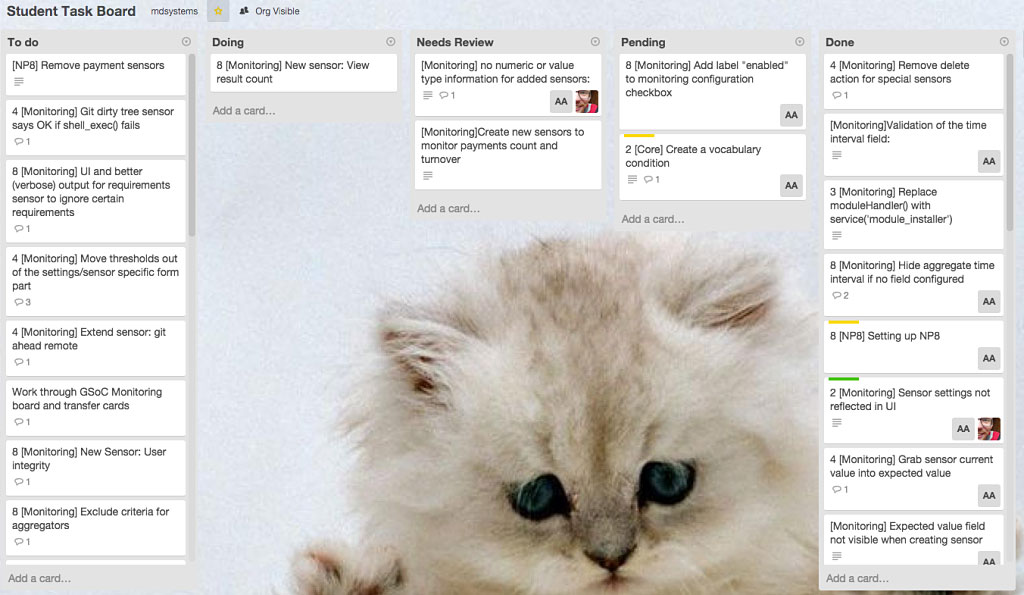 Student Task Board mdsystems Org Visible
To do
[NP8] Remove payment sensors
4 [Monitoring] Git dirty tree sensor
says OK if shell_exec() fails
1
8 [Monitoring] UI and better
(verbose) output for requirements
sensor to ignore certain
requirements
1
4 [Monitoring] Move thresholds out
of the settings/sensor specific form
part
3
4 [Monitoring] Extend sensor: git
ahead remote
1
Work through GSoC Monitoring
board and transfer cards
1
8 [Monitoring] New Sensor: User
integrity
1
8 [Monitoring] Exclude criteria for
aggregators
1
Add a card...
Doing
8 [Monitoring] New sensor: View
result count
Add a card...
Needs Review
[Monitoring] no numeric or value
type information for added sensors:
1
AA
[Monitoring]Create new sensors to
monitor payments count and
turnover
Add a card...
Pending
8 [Monitoring] Add label "enabled"
to monitoring configuration
checkbox
AA
2 [Core] Create a vocabulary
condition
1
AA
Add a card...
Done
4 [Monitoring] Remove delete
action for special sensors
1
[Monitoring]Validation of the time
interval field:
AA
3 [Monitoring] Replace
moduleHandler() with
service('module_installer')
8 [Monitoring] Hide aggregate time
interval if no field configured
2
AA
8 [NP8] Setting up NP8
AA
2 [Monitoring] Sensor settings not
reflected in UI
AA
4 [Monitoring] Grab sensor current
value into expected value
1
AA
[Monitoring] Expected value field
not visible when creating sensor
AA
Add a card...